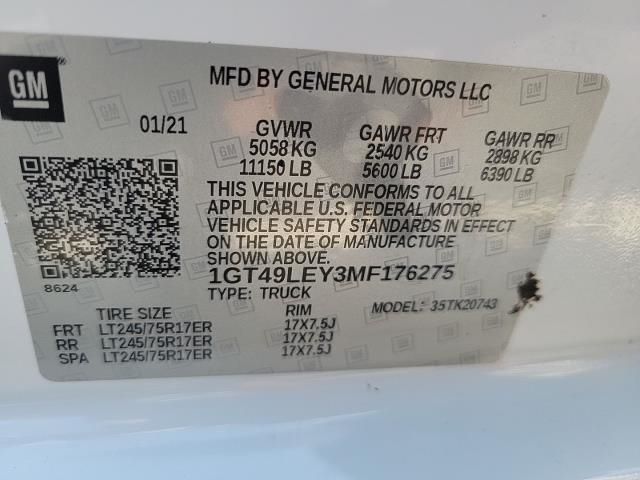 GM
MFD BY GENERAL MOTORS LLC
01/21
GVWR GAWR FRT GAWR RR
5058 KG 2540 KG 2898 KG
11150 LB 5600 LB 6390 LB
THIS VEHICLE CONFORMS TO ALL
APPLICABLE U.S. FEDERAL MOTOR
VEHICLE SAFETY STANDARDS IN EFFECT
ON THE DATE OF MANUFACTURE
SHOWN ABOVE.
8624
1GT49LEY3MF176275
TYPE: TRUCK MODEL: 35TK20743
TIRE SIZE RIM
FRT LT245/75R17ER 17X7.5J
RR LT245/75R17ER 17X7.5J
SPA LT245/75R17ER 17X7.5J